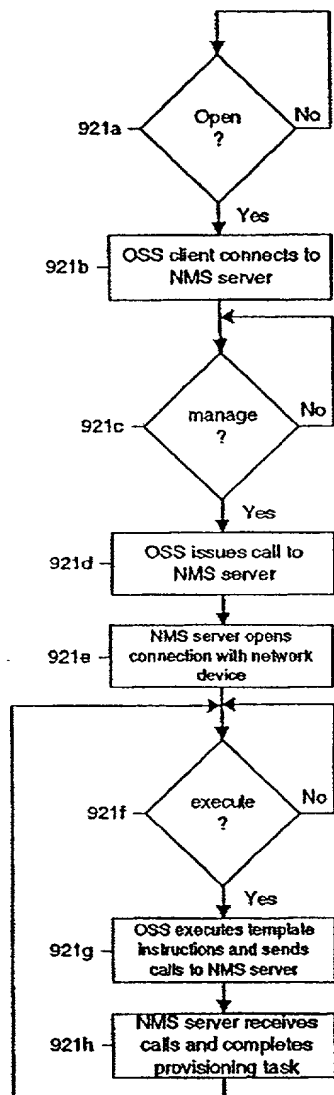 Open
?
No
921a
Yes
OSS client connects to
NMS server
921b
manage
?
No
921c
Yes
OSS issues call to
NMS server
921d
NMS server opens
connection with network
device
921e
execute
?
No
921f
Yes
OSS executes template
instructions and sends
calls to NMS server
921g
NMS server receives
calls and completes
provisioning task
921h